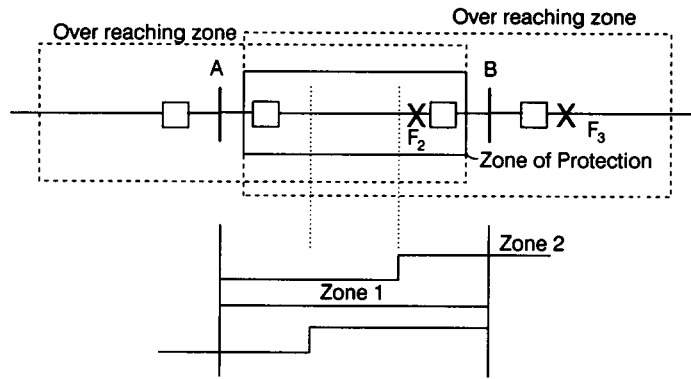 Over reaching zone
Over reaching zone
A
B
F2
F3
Zone of Protection
Zone 2
Zone 1